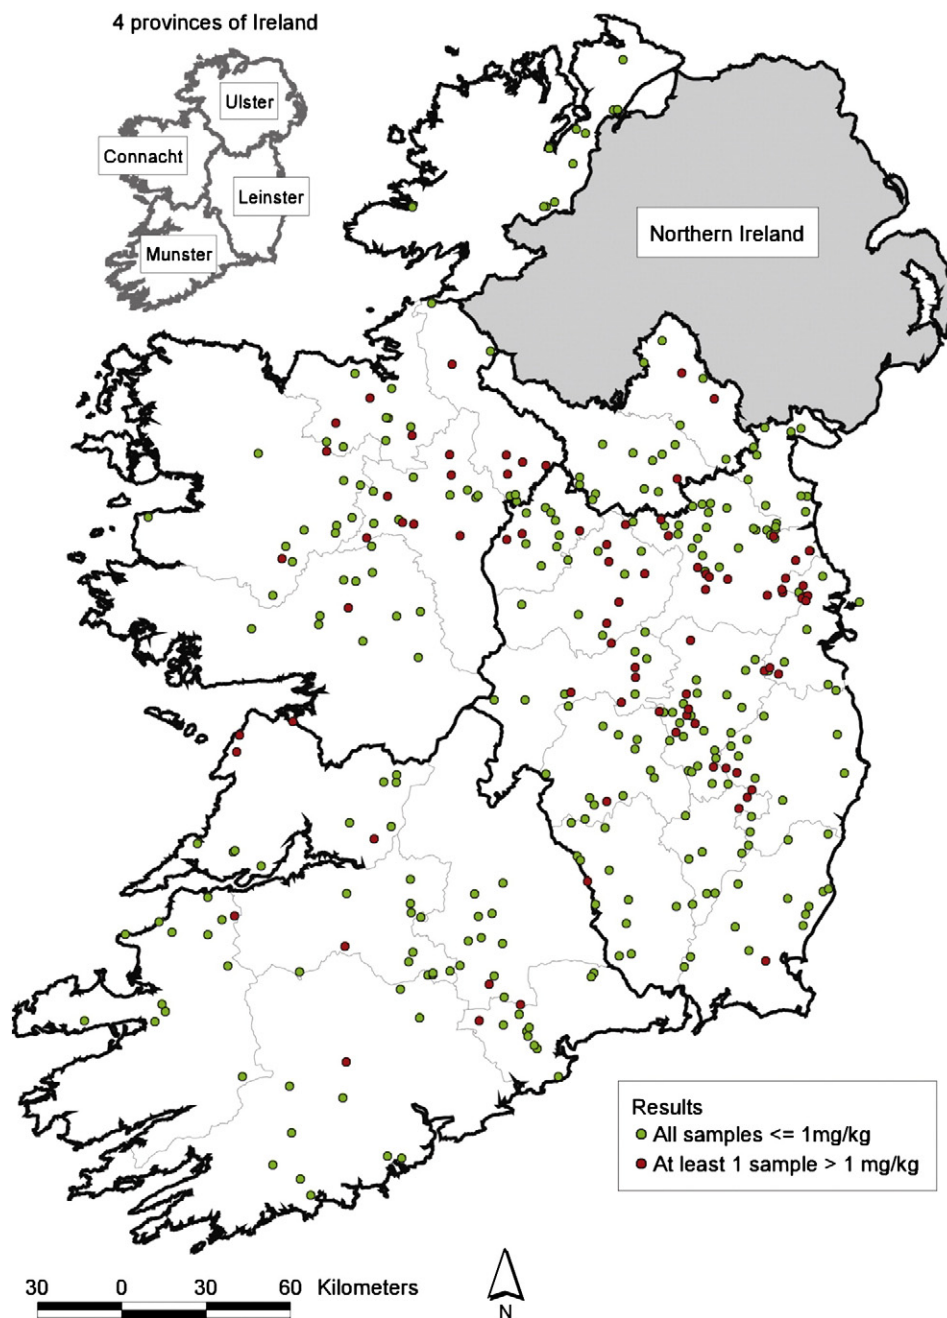 4 provinces of Ireland
Ulster
Connacht
Leinster
Munster
Northern Ireland
Results
All samples <= 1mg/kg
At least 1 sample > 1 mg/kg
30 0 30 60 Kilometers
N